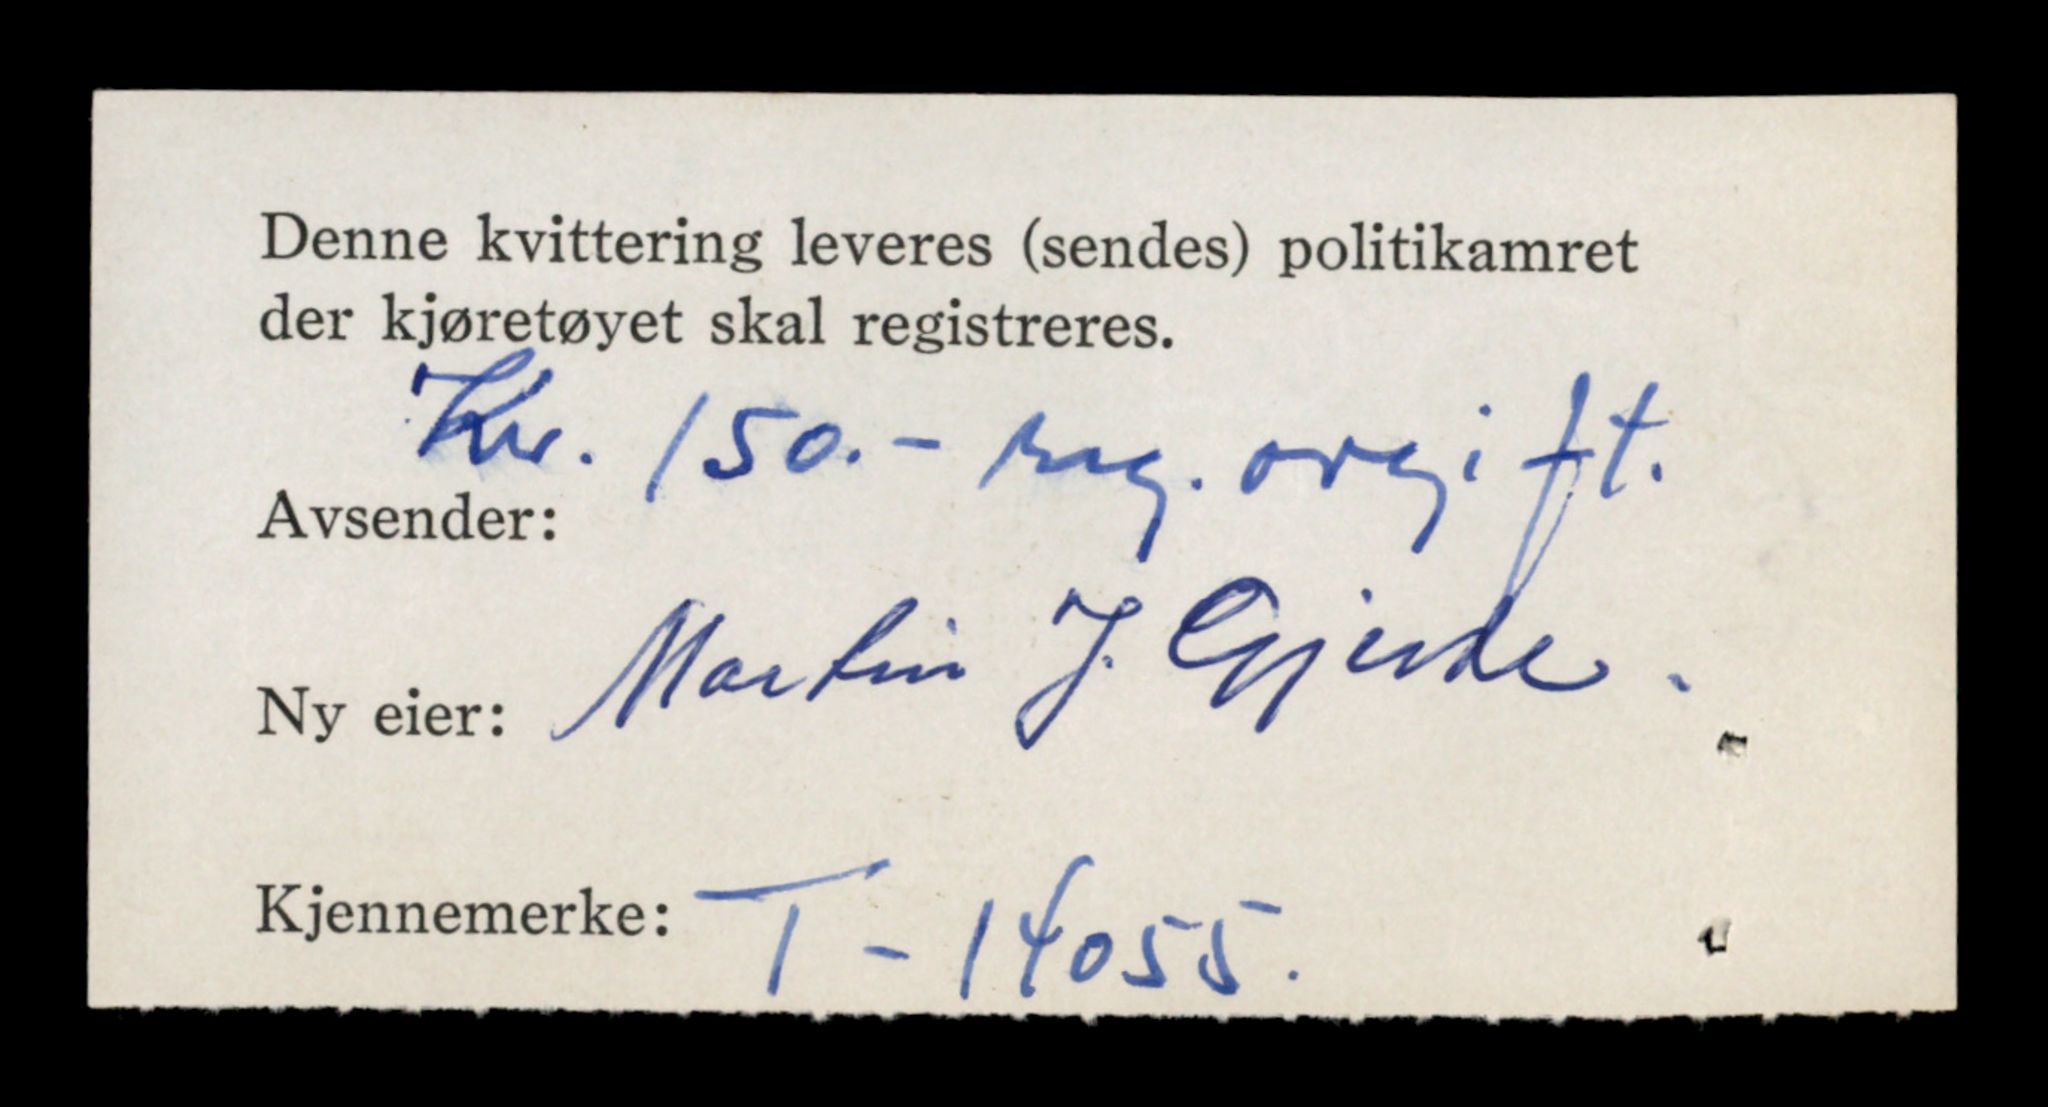 Denne kvittering leveres (sendes) politikamret
der kjøretøyet skal registreres.
Kr. 150.- reg. avgift.
Avsender:
Ny eier: Martin J. Gjerde.
Kjennemerke: T - 14055.